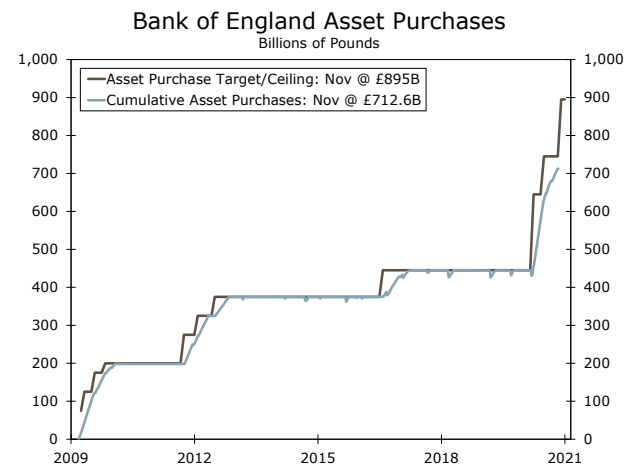 Bank of England Asset Purchases
Billions of Pounds
1,000 1,000
Asset Purchase Target/Ceiling: Nov @ £895B
Cumulative Asset Purchases: Nov @ £712.6B
900 900
800 800
700 700
600 600
500 500
400 400
300 300
200 200
100 100
0 0
2009 2012 2015 2018 2021